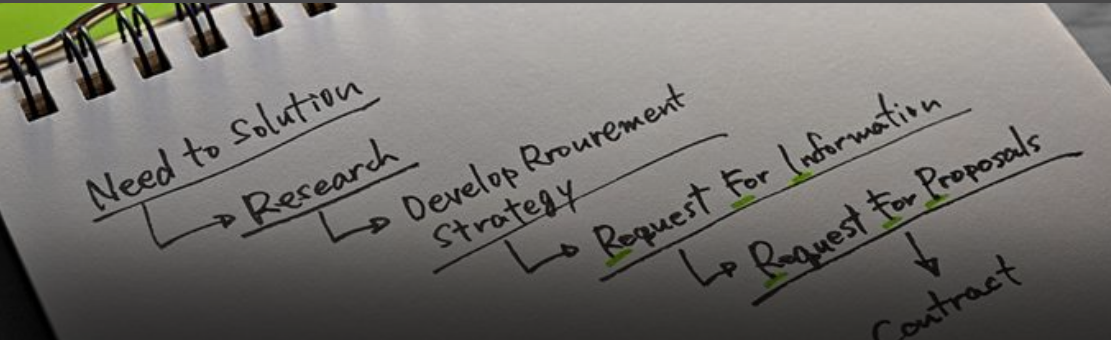 Need to Solution
Research
Develop Rrourement
Strategy
Request For Information
Request For Proposals
Contract